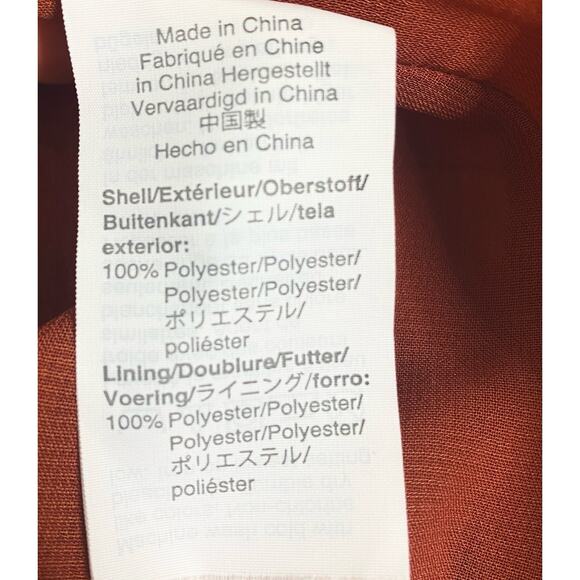 Made in China
Fabriqué en Chine
in China Hergestellt
Vervaardigd in China
中国製
Hecho en China
Shell/Extérieur/Oberstoff/
Buitenkant/シェル/tela
exterior:
100% Polyester/Polyester/
Polyester/Polyester/
ポリエステル/
poliéster
Lining/Doublure/Futter/
Voering/ライニング/forro:
100% Polyester/Polyester/
Polyester/Polyester/
ポリエステル/
poliéster